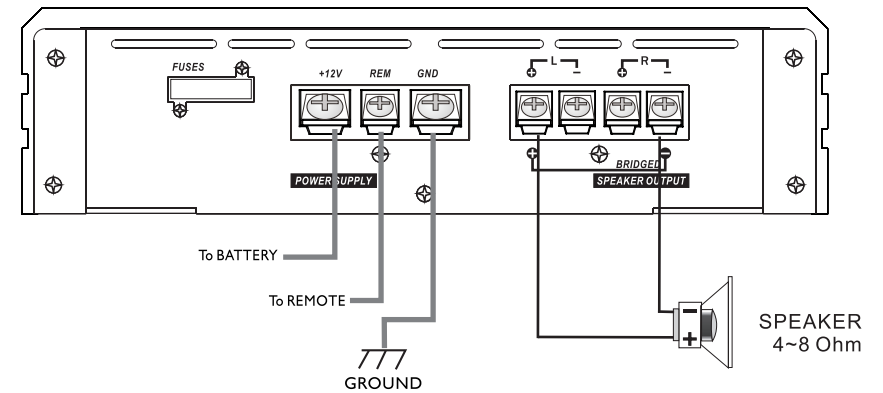 FUSES
+12V REM GND
L R
+ − + −
+ BRIDGED −
POWER SUPPLY
SPEAKER OUTPUT
To BATTERY
To REMOTE
GROUND
−
+
SPEAKER
4~8 Ohm